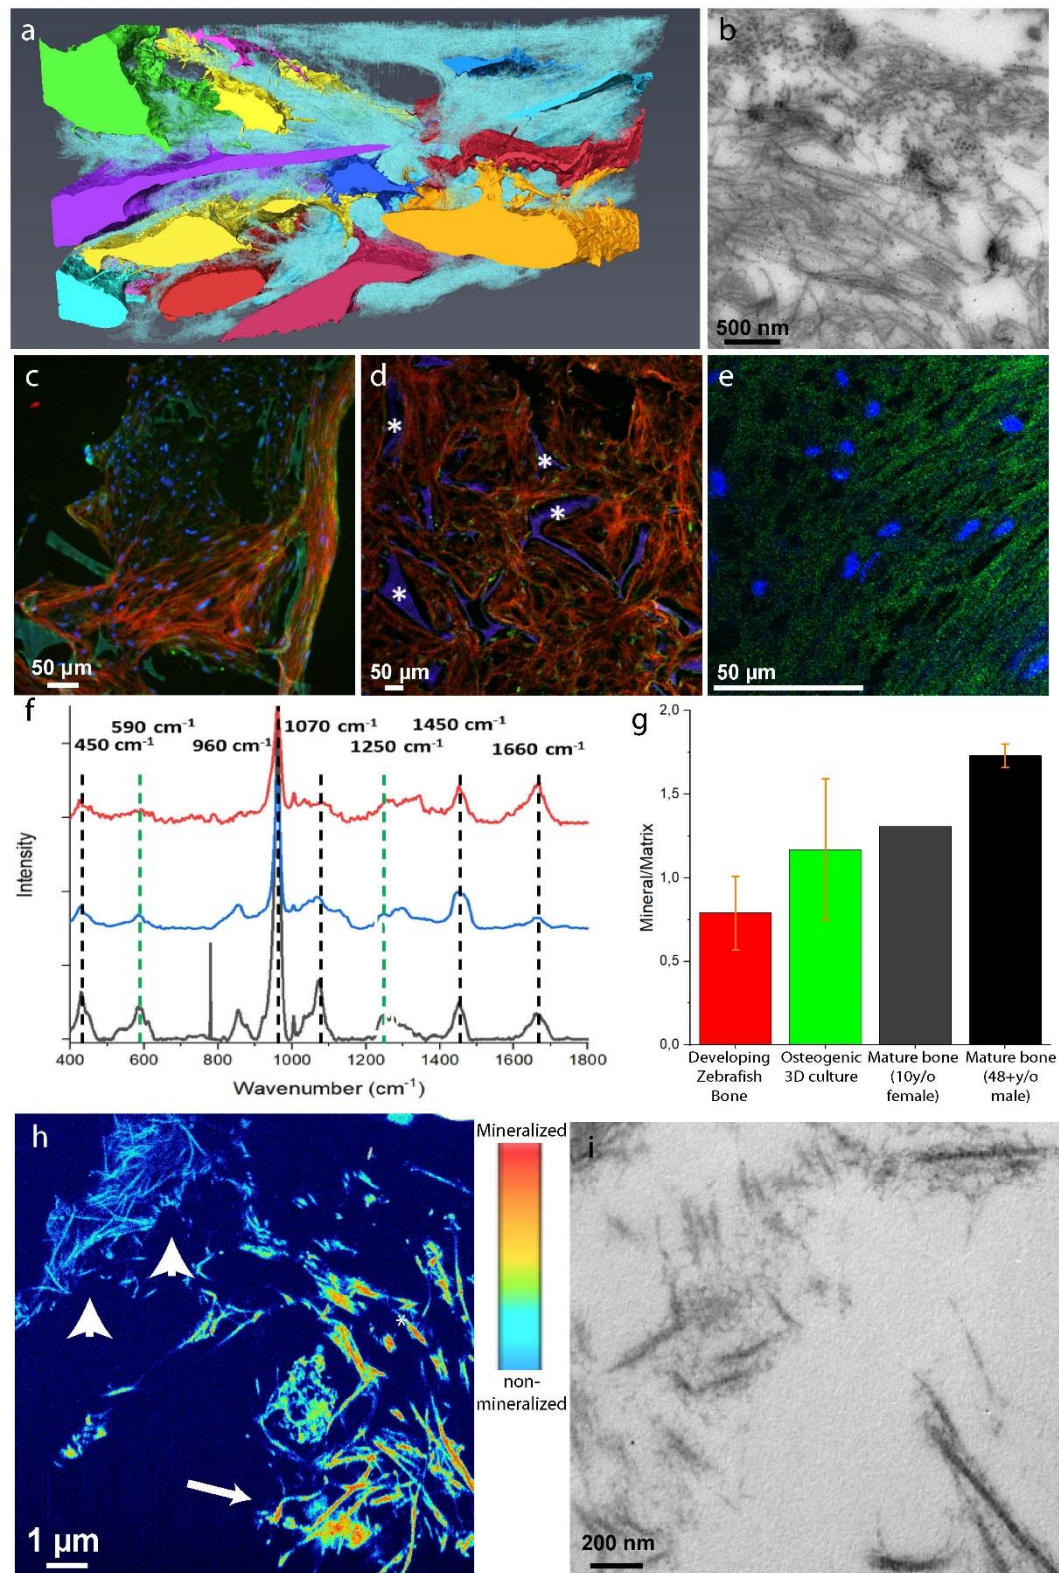 a
b
500 nm
c
50 µm
d
*
*
*
*
50 µm
e
50 µm
f
590 cm⁻¹
450 cm⁻¹
960 cm⁻¹
1070 cm⁻¹
1250 cm⁻¹
1450 cm⁻¹
1660 cm⁻¹
Intensity
400 600 800 1000 1200 1400 1600 1800
Wavenumber (cm⁻¹)
g
Mineral/Matrix
2,0
1,5
1,0
0,5
0,0
Developing
Zebrafish
Bone
Osteogenic
3D culture
Mature bone
(10y/o
female)
Mature bone
(48+y/o
male)
h
*
1 µm
Mineralized
non-
mineralized
i
200 nm